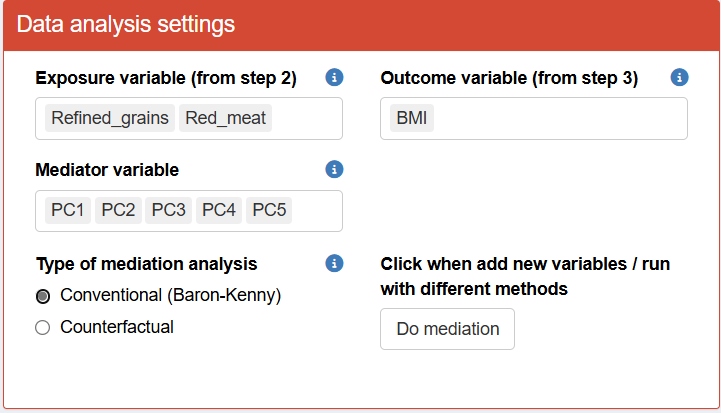 Data analysis settings
Exposure variable (from step 2)
Outcome variable (from step 3)
Refined_grains Red_meat
BMI
Mediator variable
PC1 PC2 PC3 PC4 PC5
Type of mediation analysis
Conventional (Baron-Kenny)
Counterfactual
Click when add new variables / run
with different methods
Do mediation